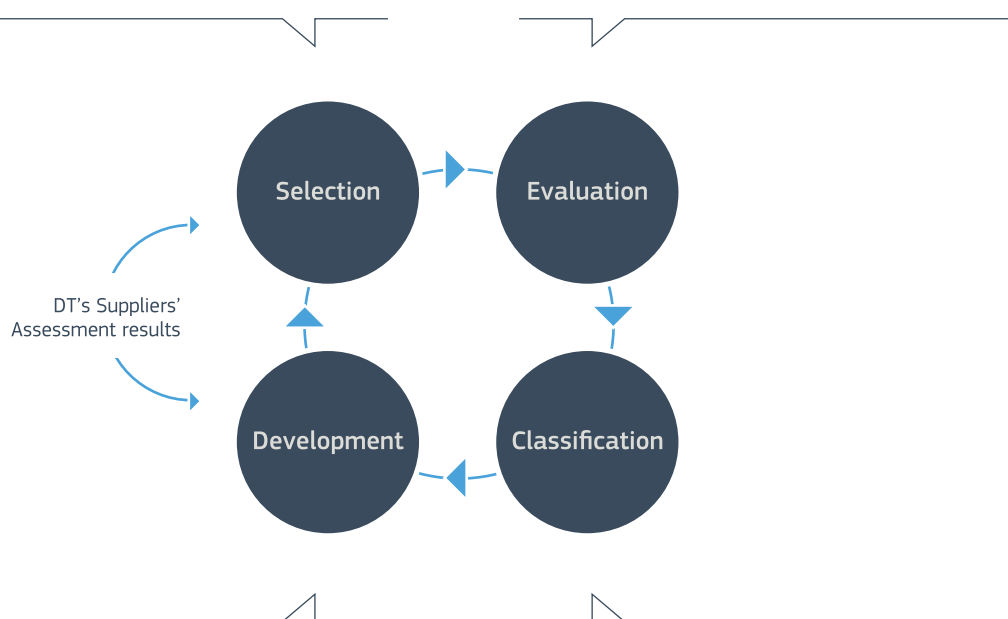 Selection
Evaluation
DT’s Suppliers’
Assessment results
Development
Classification